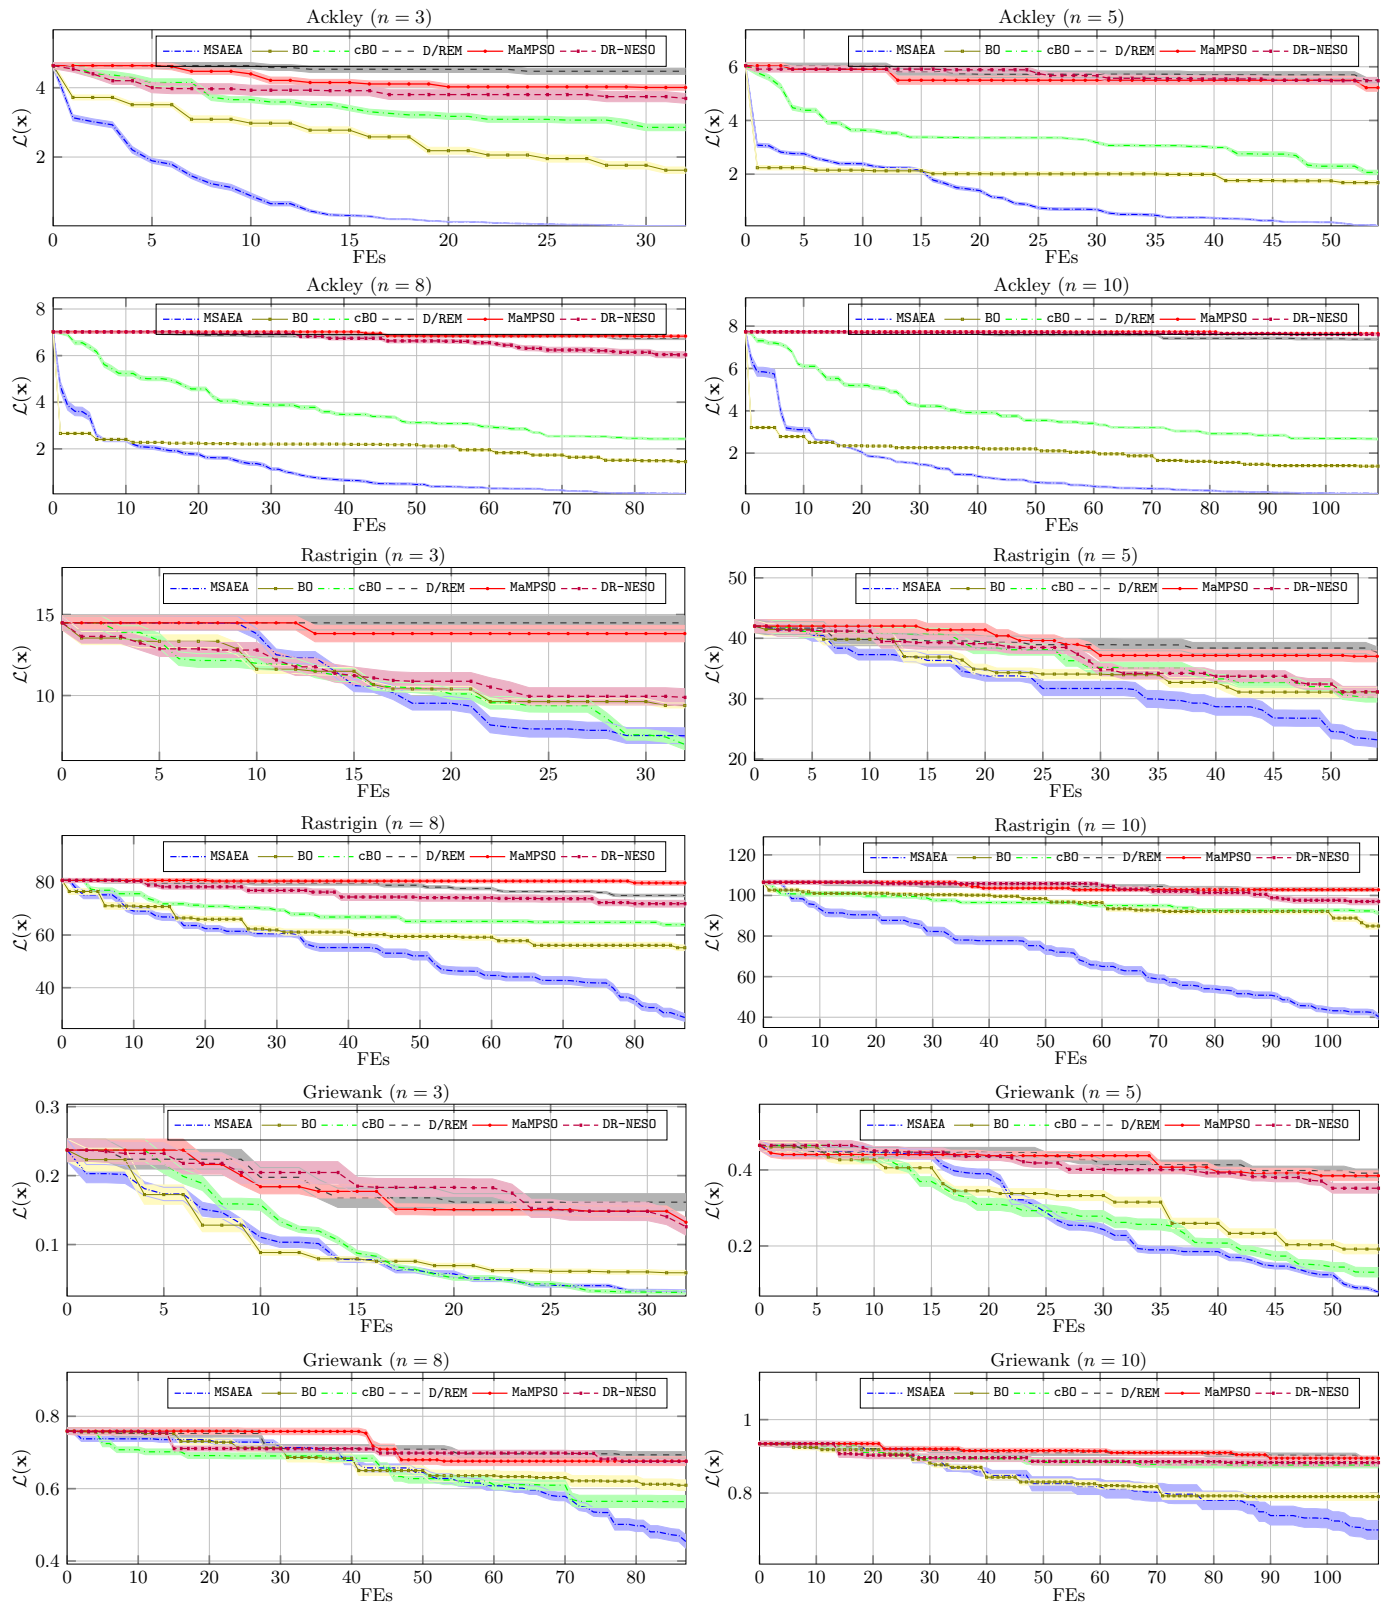 Ackley (n = 3)
MSAEA BO cBO D/REM MaMPSO DR-NESO
4
2
L(x)
0 5 10 15 20 25 30
FEs
Ackley (n = 5)
MSAEA BO cBO D/REM MaMPSO DR-NESO
6
4
2
L(x)
0 5 10 15 20 25 30 35 40 45 50
FEs
Ackley (n = 8)
MSAEA BO cBO D/REM MaMPSO DR-NESO
8
6
4
2
L(x)
0 10 20 30 40 50 60 70 80
FEs
Ackley (n = 10)
MSAEA BO cBO D/REM MaMPSO DR-NESO
8
6
4
2
L(x)
0 10 20 30 40 50 60 70 80 90 100
FEs
Rastrigin (n = 3)
MSAEA BO cBO D/REM MaMPSO DR-NESO
15
10
L(x)
0 5 10 15 20 25 30
FEs
Rastrigin (n = 5)
MSAEA BO cBO D/REM MaMPSO DR-NESO
50
40
30
20
L(x)
0 5 10 15 20 25 30 35 40 45 50
FEs
Rastrigin (n = 8)
MSAEA BO cBO D/REM MaMPSO DR-NESO
80
60
40
L(x)
0 10 20 30 40 50 60 70 80
FEs
Rastrigin (n = 10)
MSAEA BO cBO D/REM MaMPSO DR-NESO
120
100
80
60
40
L(x)
0 10 20 30 40 50 60 70 80 90 100
FEs
Griewank (n = 3)
MSAEA BO cBO D/REM MaMPSO DR-NESO
0.3
0.2
0.1
L(x)
0 5 10 15 20 25 30
FEs
Griewank (n = 5)
MSAEA BO cBO D/REM MaMPSO DR-NESO
0.4
0.2
L(x)
0 5 10 15 20 25 30 35 40 45 50
FEs
Griewank (n = 8)
MSAEA BO cBO D/REM MaMPSO DR-NESO
0.8
0.6
0.4
L(x)
0 10 20 30 40 50 60 70 80
FEs
Griewank (n = 10)
MSAEA BO cBO D/REM MaMPSO DR-NESO
1
0.8
L(x)
0 10 20 30 40 50 60 70 80 90 100
FEs